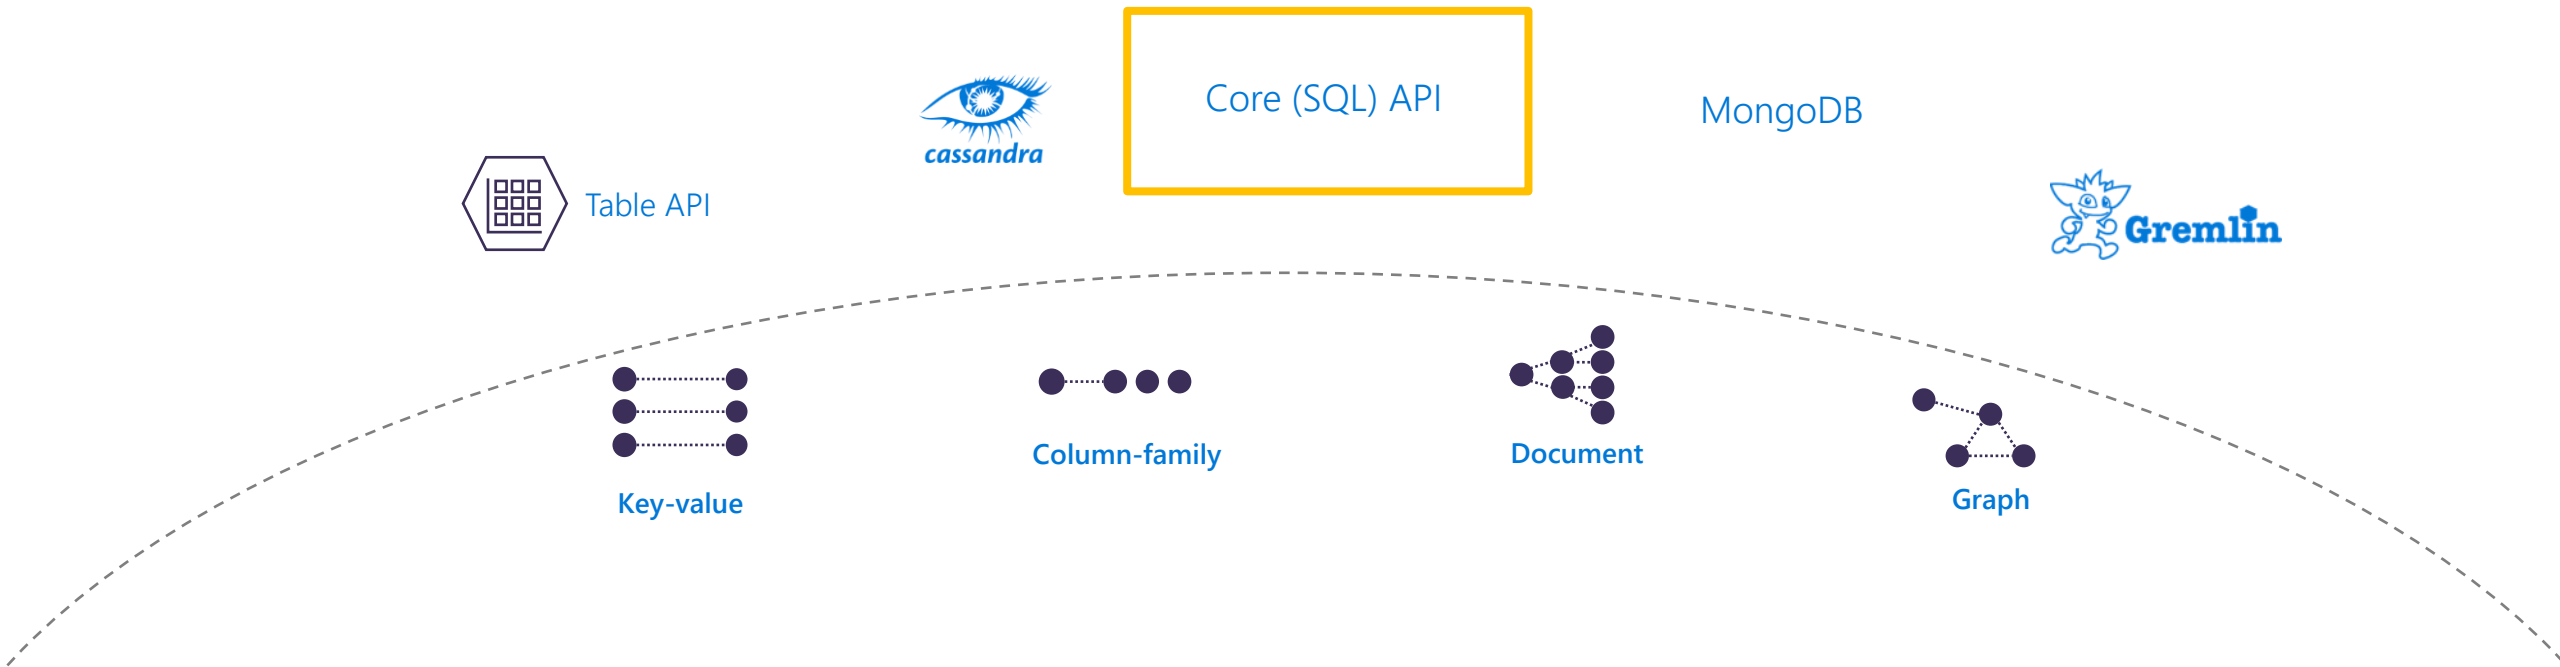 Core (SQL) API
MongoDB
cassandra
Table API
Gremlin
Column-family
Document
Key-value
Graph